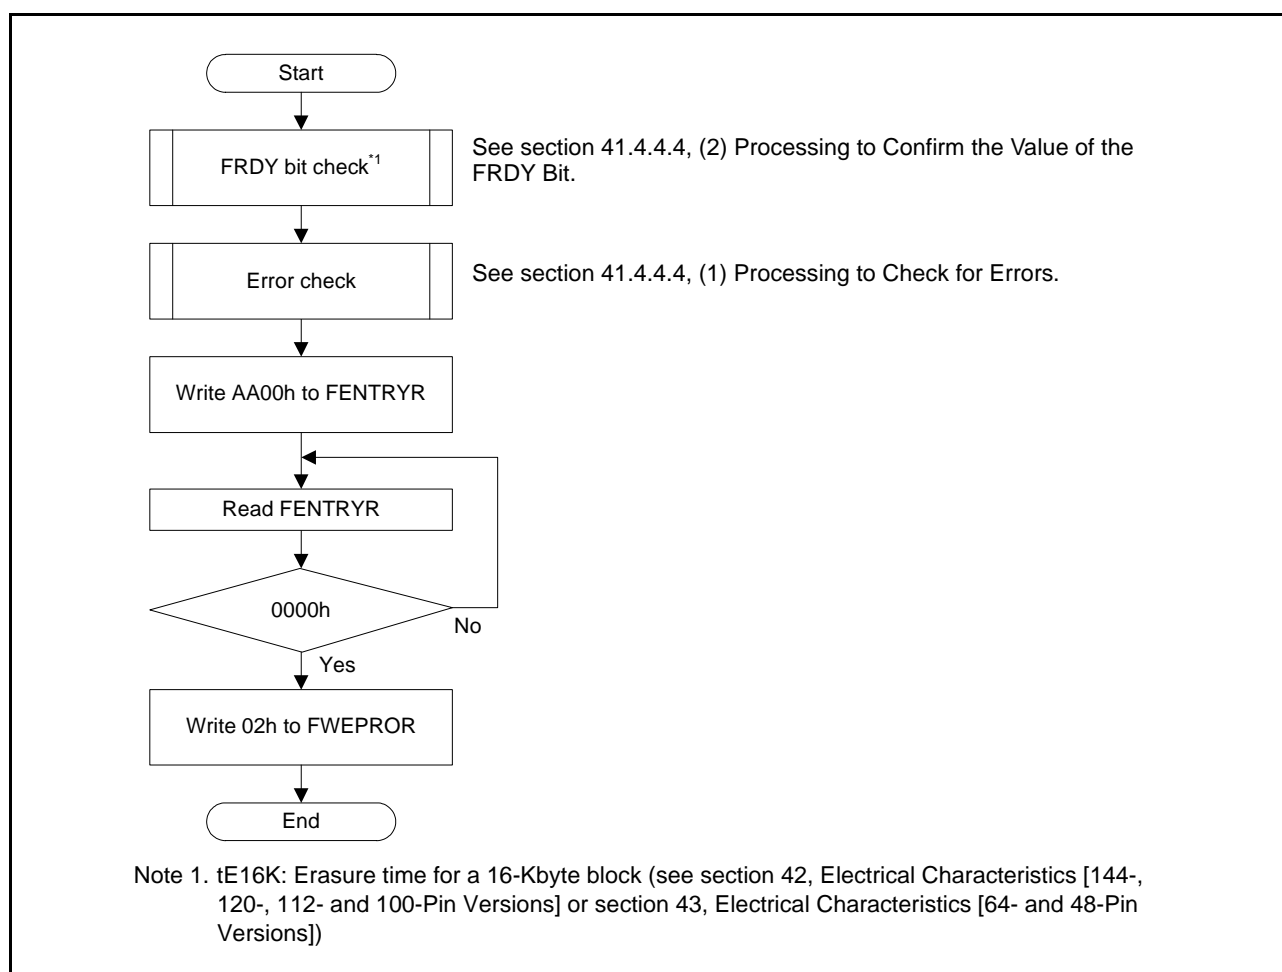 Start
FRDY bit check*1
See section 41.4.4.4, (2) Processing to Confirm the Value of the
FRDY Bit.
Error check
See section 41.4.4.4, (1) Processing to Check for Errors.
Write AA00h to FENTRYR
Read FENTRYR
0000h
No
Yes
Write 02h to FWEPROR
End
Note 1. tE16K: Erasure time for a 16-Kbyte block (see section 42, Electrical Characteristics [144-,
120-, 112- and 100-Pin Versions] or section 43, Electrical Characteristics [64- and 48-Pin
Versions])